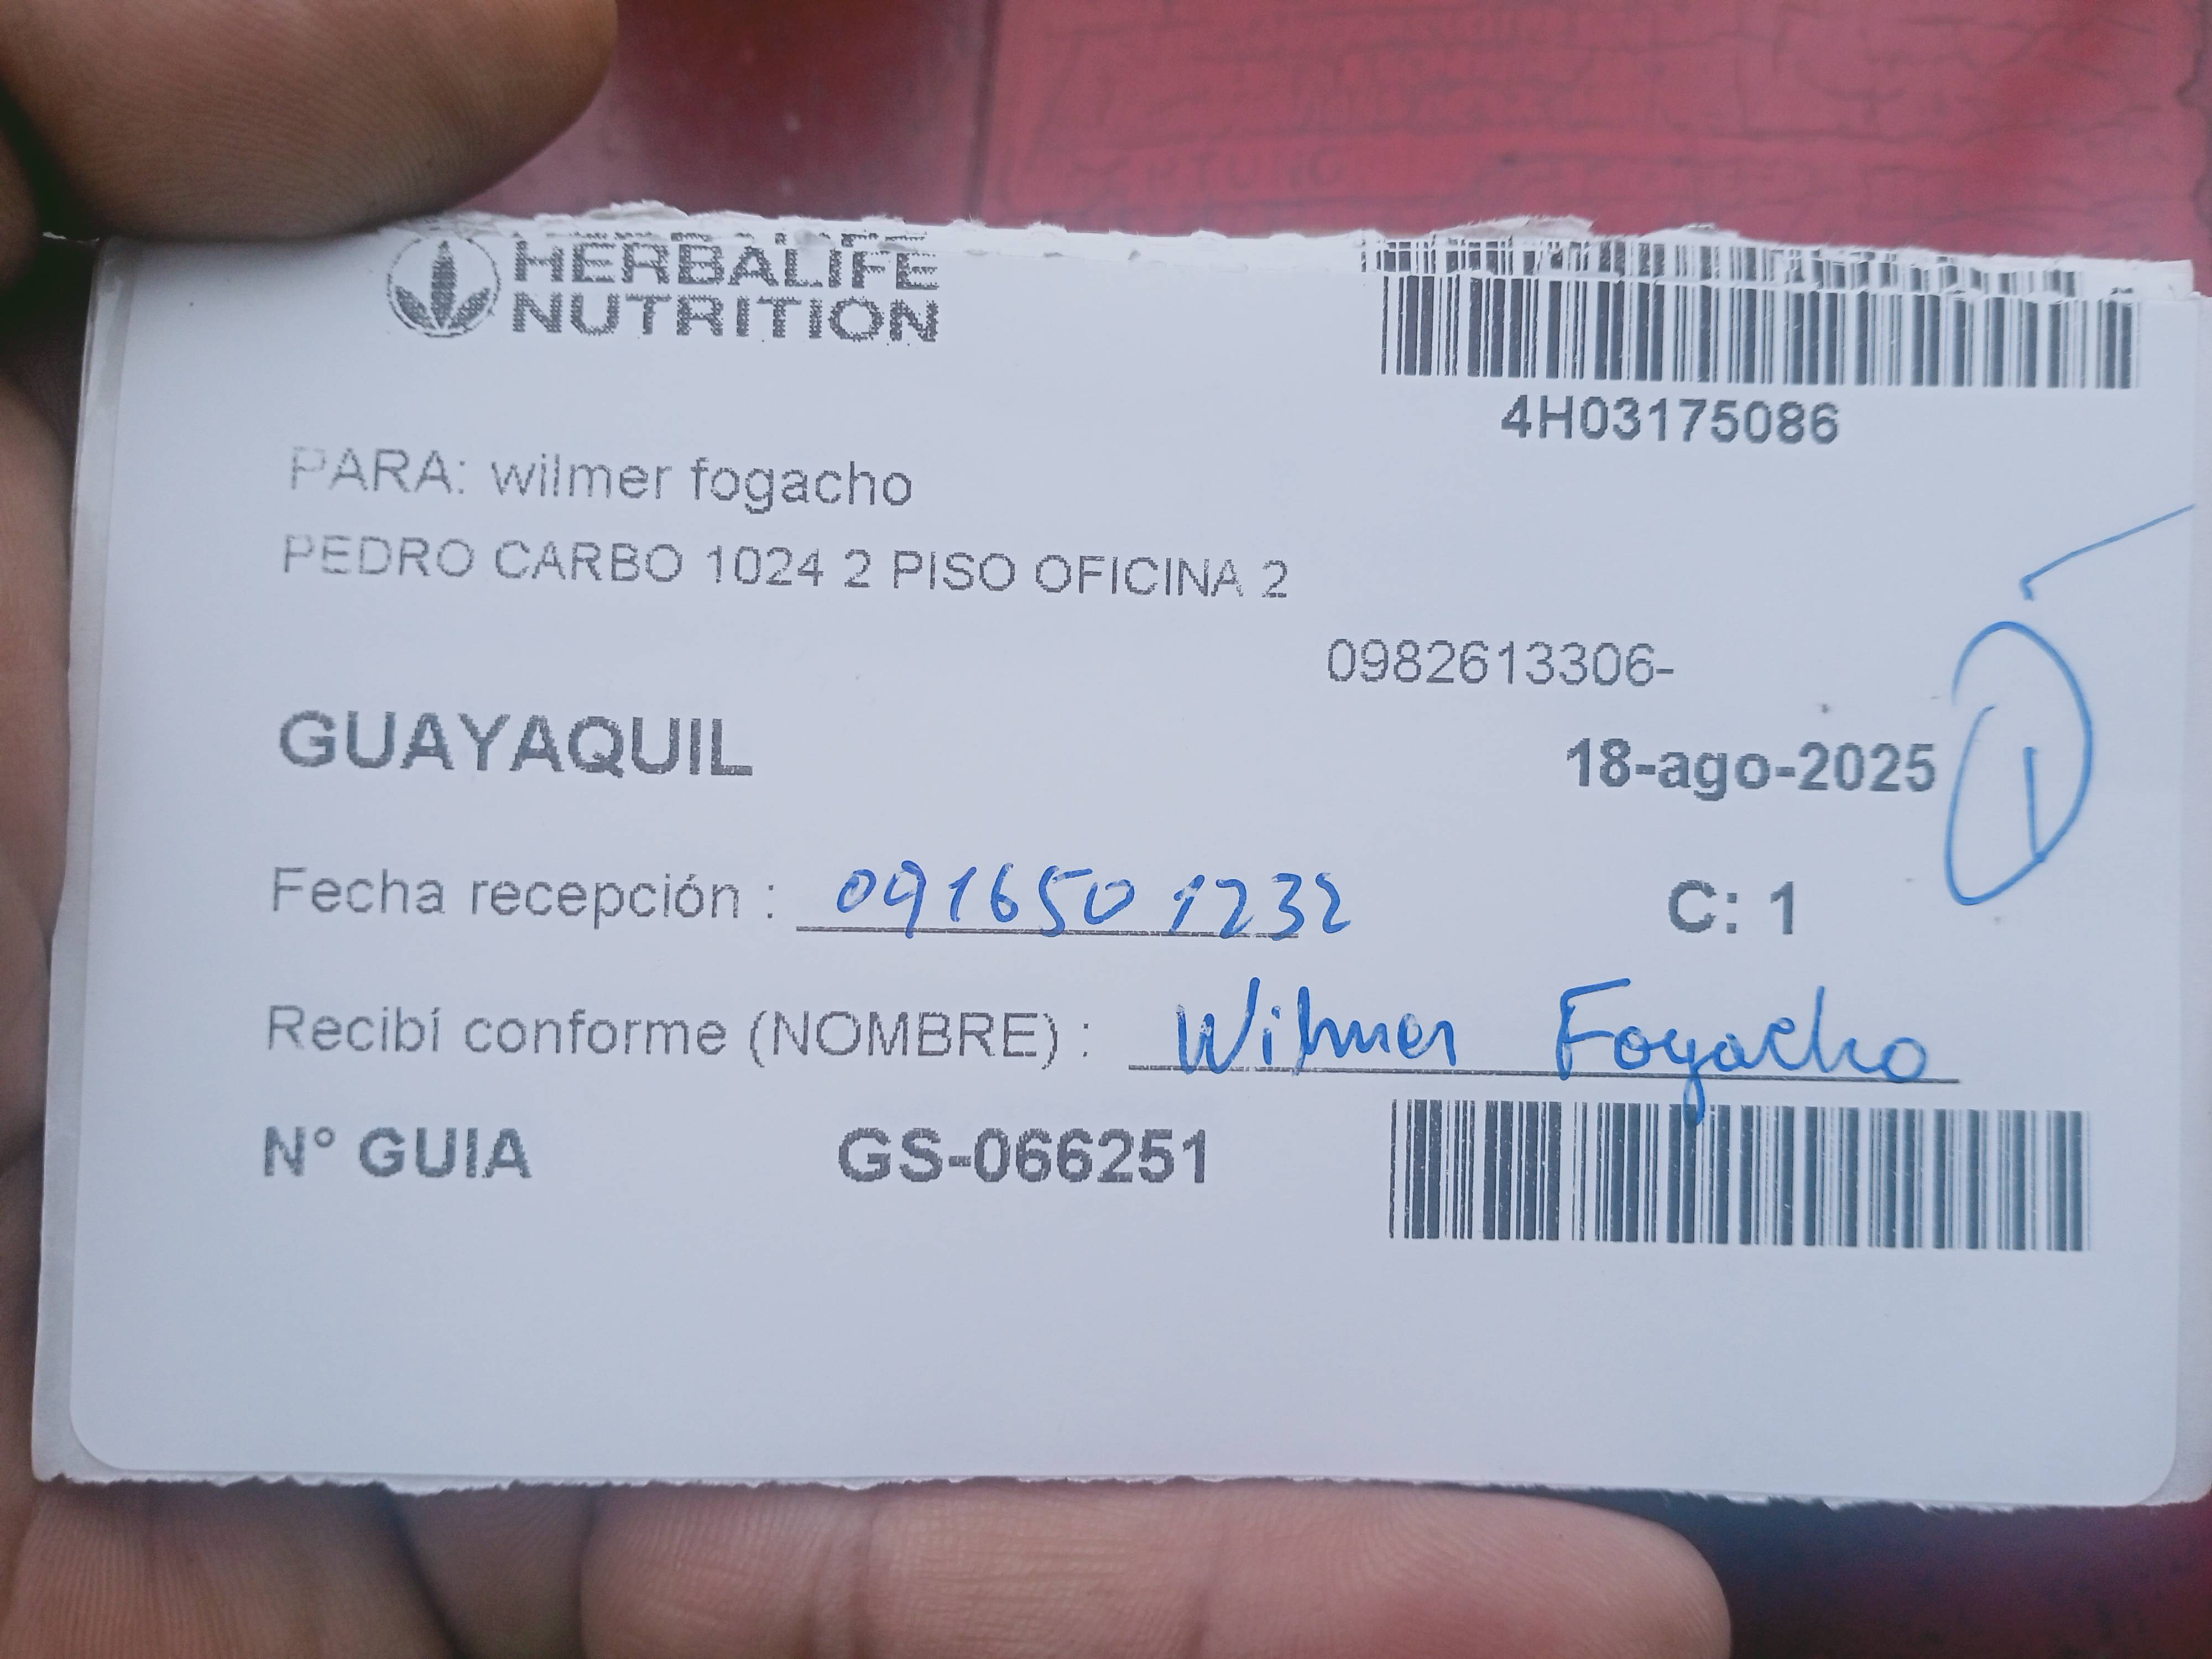 HERBALIFE
NUTRITION
4H03175086
PARA: wilmer fogacho
PEDRO CARBO 1024 2 PISO OFICINA 2
0982613306-
GUAYAQUIL
18-ago-2025
1
Fecha recepción : 0916501232
C: 1
Recibí conforme (NOMBRE) : Wilmer Fogacho
N° GUIA GS-066251